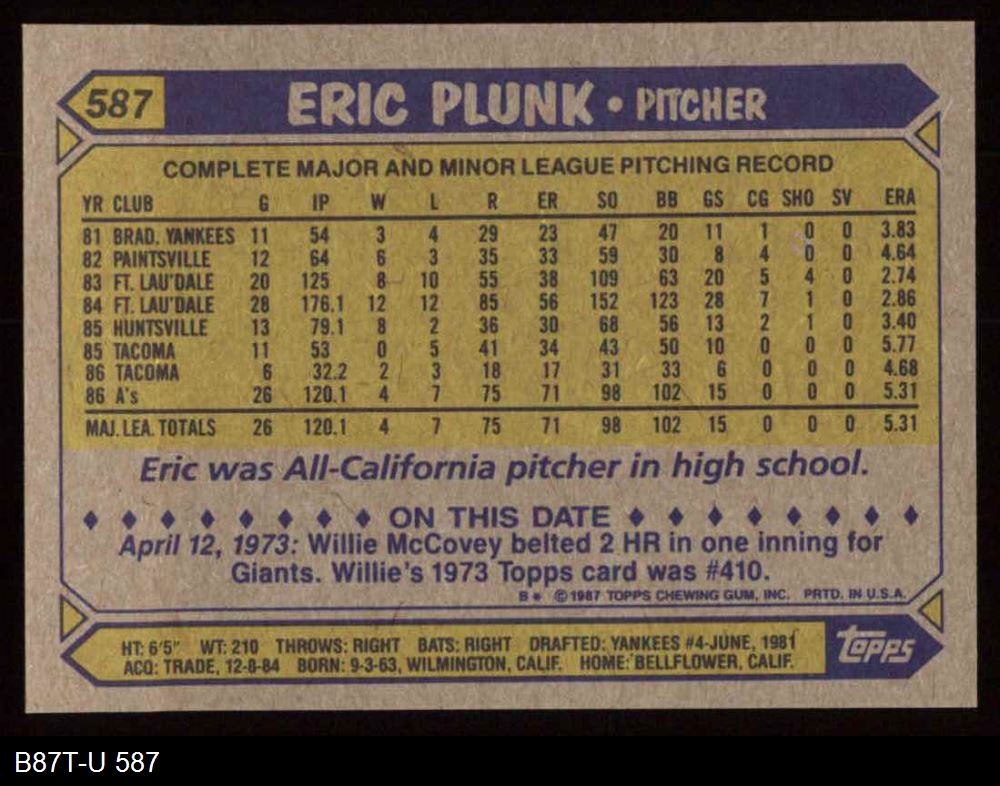 587 ERIC PLUNK • PITCHER
COMPLETE MAJOR AND MINOR LEAGUE PITCHING RECORD
YR CLUB G IP W L R ER SO BB GS CG SHO SV ERA
81 BRAD. YANKEES 11 54 3 4 29 23 47 20 11 1 0 0 3.83
82 PAINTSVILLE 12 64 6 3 35 33 59 30 8 4 0 0 4.64
83 FT. LAU'DALE 20 125 8 10 55 38 109 63 20 5 4 0 2.74
84 FT. LAU'DALE 28 176.1 12 12 85 56 152 123 28 7 1 0 2.86
85 HUNTSVILLE 13 79.1 8 2 36 30 68 56 13 2 1 0 3.40
85 TACOMA 11 53 0 5 41 34 43 50 10 0 0 0 5.77
86 TACOMA 6 32.2 2 3 18 17 31 33 6 0 0 0 4.68
86 A's 26 120.1 4 7 75 71 98 102 15 0 0 0 5.31
MAJ. LEA. TOTALS 26 120.1 4 7 75 71 98 102 15 0 0 0 5.31
Eric was All-California pitcher in high school.
ON THIS DATE
April 12, 1973: Willie McCovey belted 2 HR in one inning for
Giants. Willie's 1973 Topps card was #410.
B* ©1987 TOPPS CHEWING GUM, INC. PRTD. IN U.S.A.
HT: 6'5" WT: 210 THROWS: RIGHT BATS: RIGHT DRAFTED: YANKEES #4-JUNE, 1981
ACQ: TRADE, 12-8-84 BORN: 9-3-63, WILMINGTON, CALIF. HOME: BELLFLOWER, CALIF.
Topps
B87T-U 587